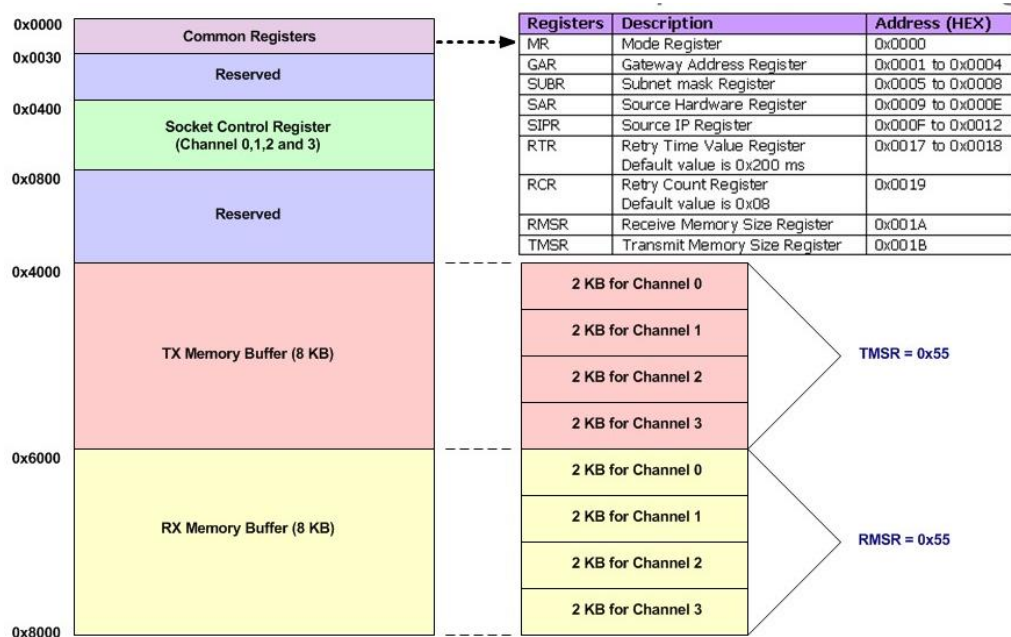 0x0000
Common Registers
0x0030
Reserved
0x0400
Socket Control Register
(Channel 0,1,2 and 3)
0x0800
Reserved
0x4000
TX Memory Buffer (8 KB)
0x6000
RX Memory Buffer (8 KB)
0x8000
Registers Description Address (HEX)
MR Mode Register 0x0000
GAR Gateway Address Register 0x0001 to 0x0004
SUBR Subnet mask Register 0x0005 to 0x0008
SAR Source Hardware Register 0x0009 to 0x000E
SIPR Source IP Register 0x000F to 0x0012
RTR Retry Time Value Register 0x0017 to 0x0018
Default value is 0x200 ms
RCR Retry Count Register 0x0019
Default value is 0x08
RMSR Receive Memory Size Register 0x001A
TMSR Transmit Memory Size Register 0x001B
2 KB for Channel 0
2 KB for Channel 1
2 KB for Channel 2
2 KB for Channel 3
TMSR = 0x55
2 KB for Channel 0
2 KB for Channel 1
2 KB for Channel 2
2 KB for Channel 3
RMSR = 0x55